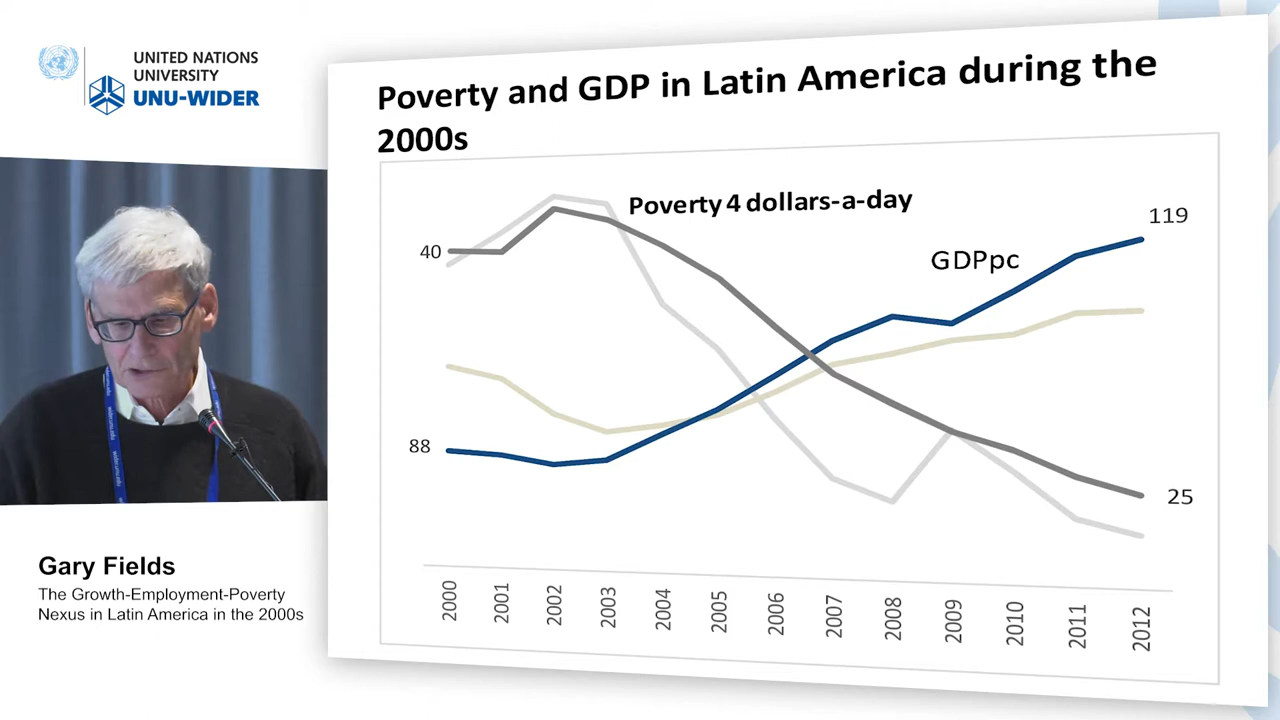 UNITED NATIONS
UNIVERSITY
UNU-WIDER
Poverty and GDP in Latin America during the
2000s
Poverty 4 dollars-a-day
119
GDPpc
40
88
25
2000 2001 2002 2003 2004 2005 2006 2007 2008 2009 2010 2011 2012
Gary Fields
The Growth-Employment-Poverty
Nexus in Latin America in the 2000s